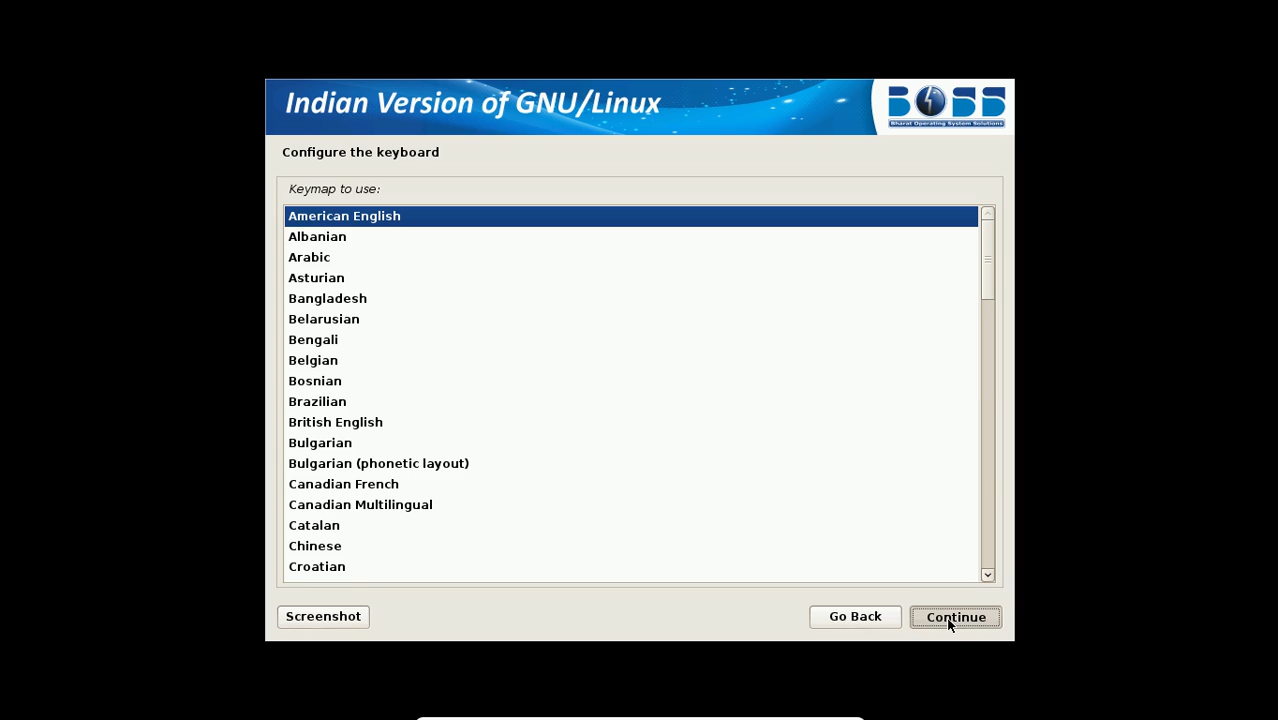 Indian Version of GNU/Linux
BOSS
Bharat Operating System Solutions
Configure the keyboard
Keymap to use:
American English
Albanian
Arabic
Asturian
Bangladesh
Belarusian
Bengali
Belgian
Bosnian
Brazilian
British English
Bulgarian
Bulgarian (phonetic layout)
Canadian French
Canadian Multilingual
Catalan
Chinese
Croatian
Screenshot
Go Back
Continue